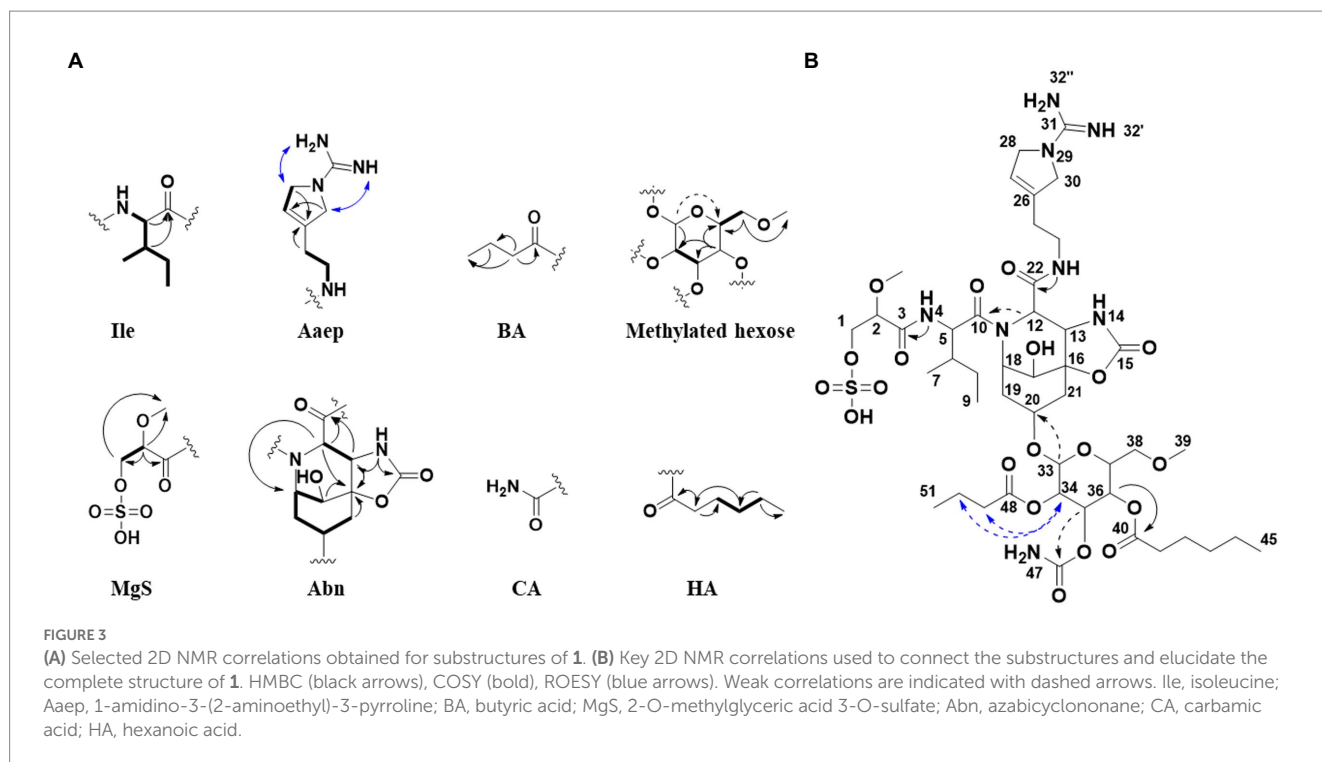 A
B
H
N
O
Ile
H₂N
NH
N
NH
Aaep
O
BA
O
O
O
O
O
O
Methylated hexose
O
O
O
O=S=O
OH
MgS
O
N
HO
H
N
O
O
Abn
H₂N
O
CA
O
HA
32"
H₂N
31
NH 32'
28
N
29
30
26
22
O
NH
O
1
2
3
H
N 4
O
5
10
N
12
H
N 14
13
OH
15
O
O
16
18
O
7
9
19
20
21
O=S=O
OH
O
O
38
39
O
33
34
36
51
O
48
O
O
40
O
45
H₂N
47
O
O
FIGURE 3
(A) Selected 2D NMR correlations obtained for substructures of 1. (B) Key 2D NMR correlations used to connect the substructures and elucidate the
complete structure of 1. HMBC (black arrows), COSY (bold), ROESY (blue arrows). Weak correlations are indicated with dashed arrows. Ile, isoleucine;
Aaep, 1-amidino-3-(2-aminoethyl)-3-pyrroline; BA, butyric acid; MgS, 2-O-methylglyceric acid 3-O-sulfate; Abn, azabicyclononane; CA, carbamic
acid; HA, hexanoic acid.